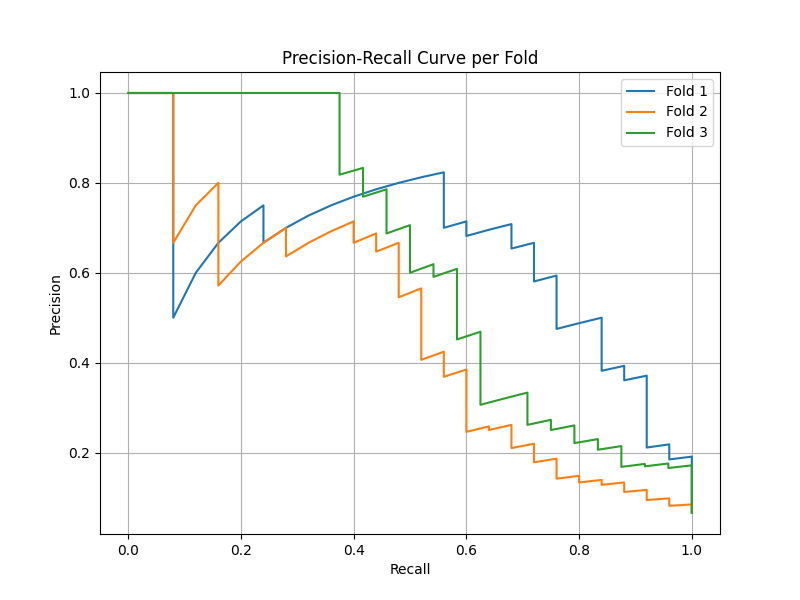 Precision-Recall Curve per Fold
Fold 1
Fold 2
Fold 3
Precision
1.0
0.8
0.6
0.4
0.2
0.0 0.2 0.4 0.6 0.8 1.0
Recall